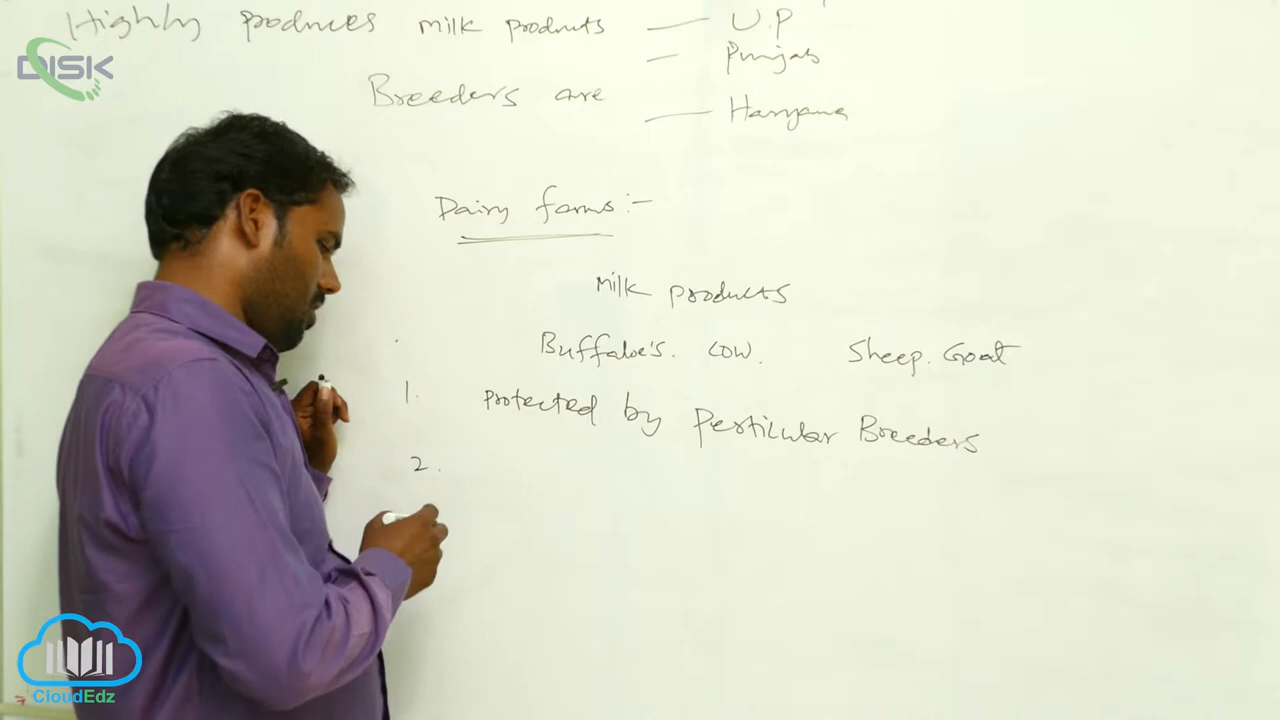 Highly produces milk products — U.P
— Punjab
Breeders are
— Haryana
DISK
Dairy farms:-
milk products
Buffaloe's. cow. Sheep. Goat
1. protected by perticular Breeders
2.
CloudEdz